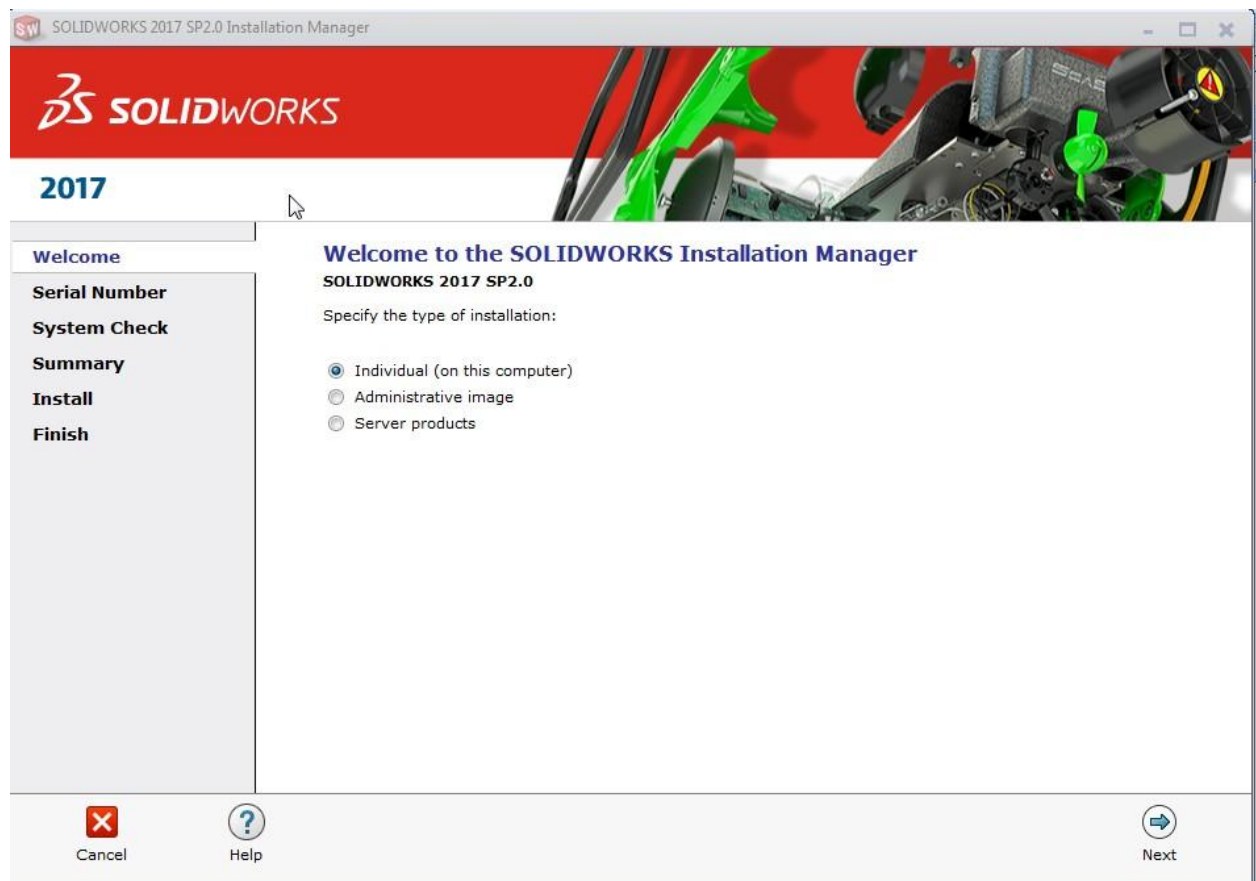 SOLIDWORKS 2017 SP2.0 Installation Manager
SOLIDWORKS
2017
Welcome
Serial Number
System Check
Summary
Install
Finish
Welcome to the SOLIDWORKS Installation Manager
SOLIDWORKS 2017 SP2.0
Specify the type of installation:
Individual (on this computer)
Administrative image
Server products
Cancel
Help
Next